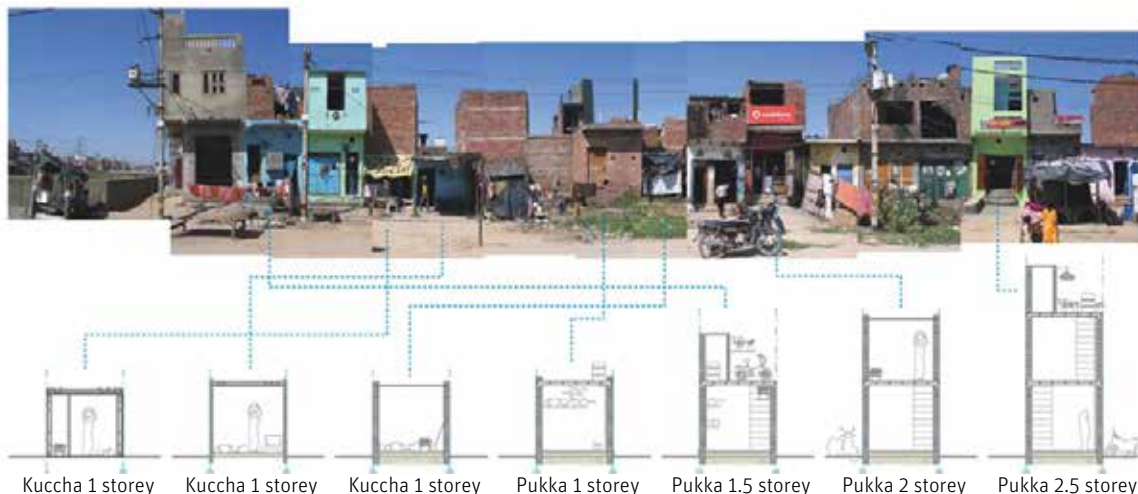 vodafone
Kuccha 1 storey
Kuccha 1 storey
Kuccha 1 storey
Pukka 1 storey
Pukka 1.5 storey
Pukka 2 storey
Pukka 2.5 storey